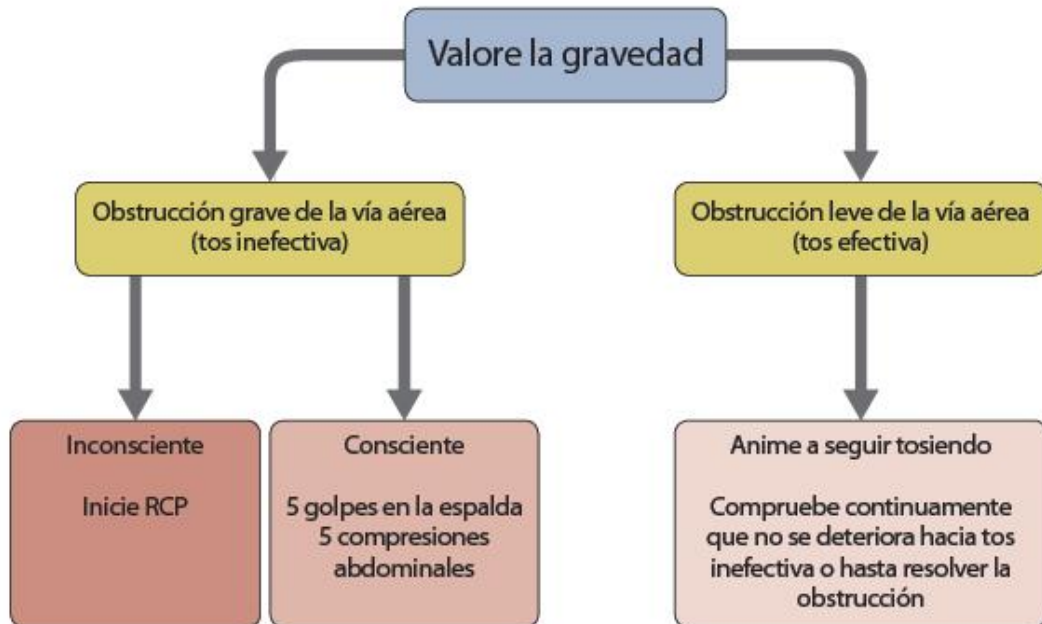 Valore la gravedad
Obstrucción grave de la vía aérea
(tos inefectiva)
Obstrucción leve de la vía aérea
(tos efectiva)
Inconsciente
Inicie RCP
Consciente
5 golpes en la espalda
5 compresiones
abdominales
Anime a seguir tosiendo
Compruebe continuamente
que no se deteriora hacia tos
inefectiva o hasta resolver la
obstrucción